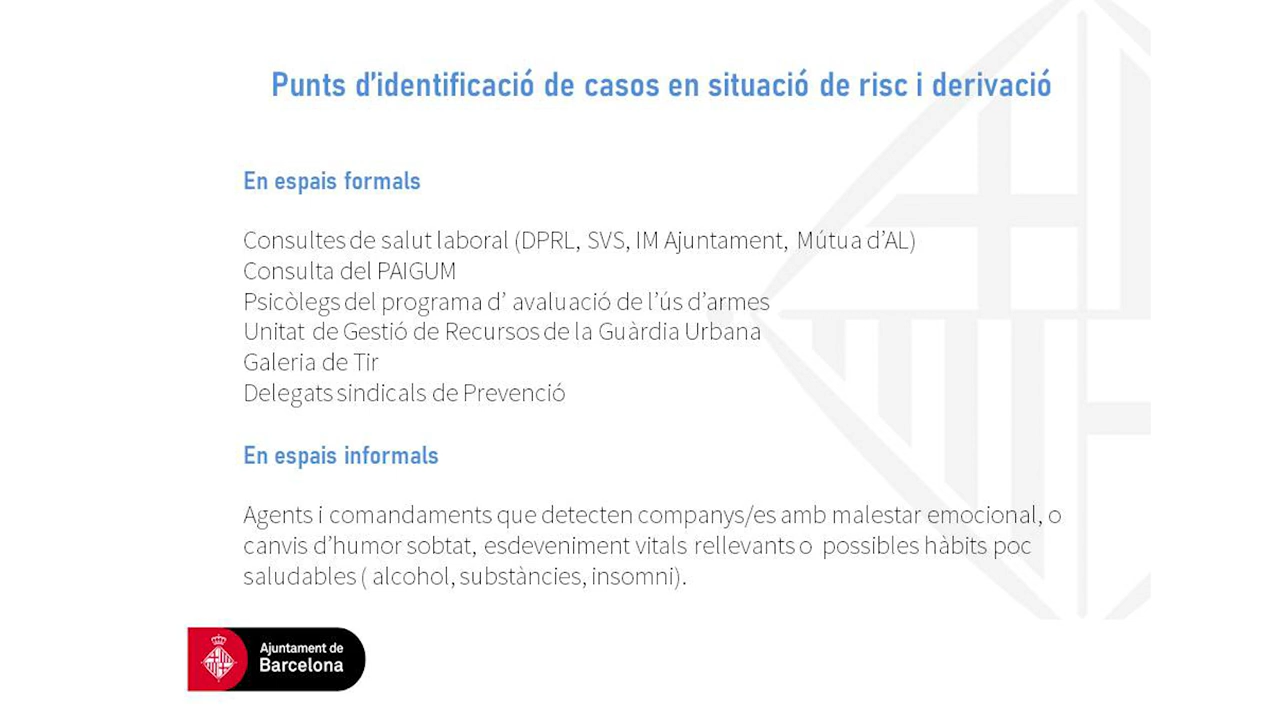 Punts d’identificació de casos en situació de risc i derivació
En espais formals
Consultes de salut laboral (DPRL, SVS, IM Ajuntament, Mútua d’AL)
Consulta del PAIGUM
Psicòlegs del programa d’ avaluació de l’ús d’armes
Unitat de Gestió de Recursos de la Guàrdia Urbana
Galeria de Tir
Delegats sindicals de Prevenció
En espais informals
Agents i comandaments que detecten companys/es amb malestar emocional, o
canvis d’humor sobtat, esdeveniment vitals rellevants o possibles hàbits poc
saludables ( alcohol, substàncies, insomni).
Ajuntament de
Barcelona